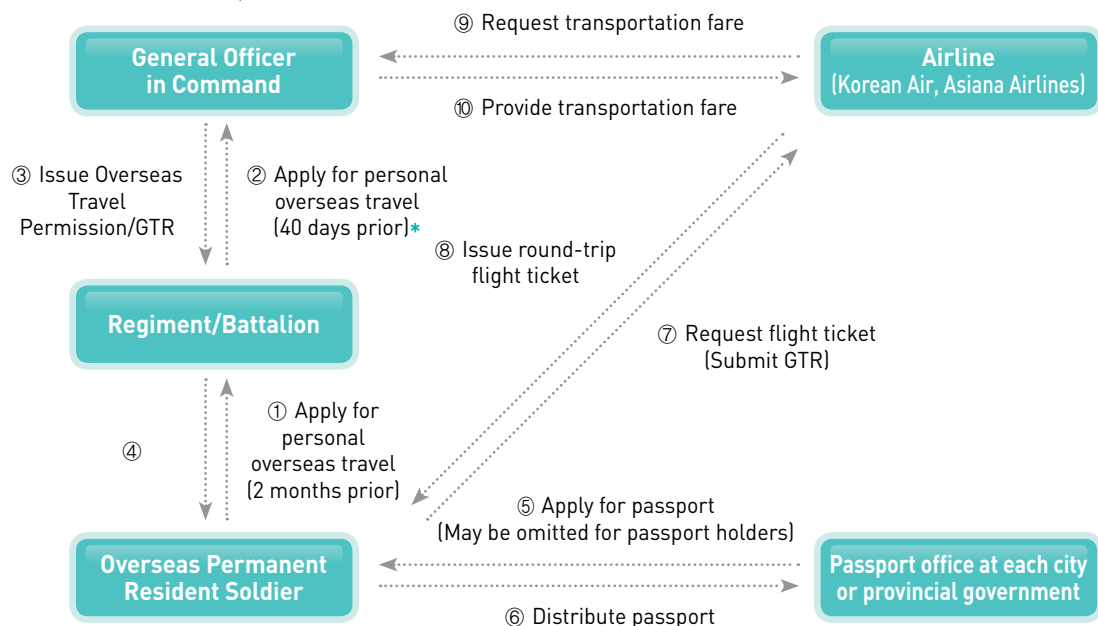 ⑨ Request transportation fare
General Officer
in Command
Airline
(Korean Air, Asiana Airlines)
⑩ Provide transportation fare
③ Issue Overseas
Travel
Permission/GTR
② Apply for personal
overseas travel
(40 days prior)*
⑧ Issue round-trip
flight ticket
Regiment/Battalion
⑦ Request flight ticket
(Submit GTR)
④
① Apply for
personal
overseas travel
(2 months prior)
⑤ Apply for passport
(May be omitted for passport holders)
Overseas Permanent
Resident Soldier
Passport office at each city
or provincial government
⑥ Distribute passport